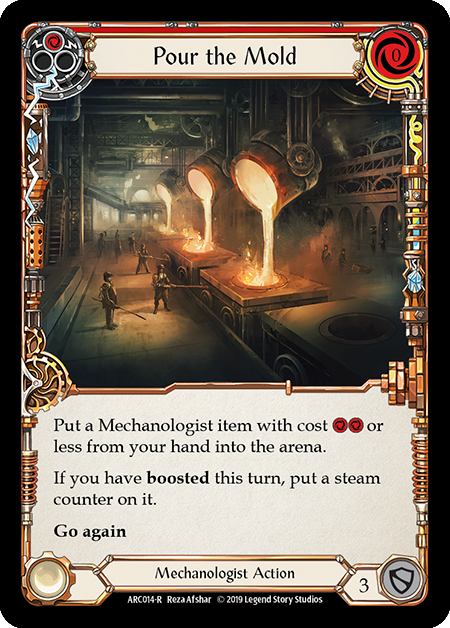 Pour the Mold
0
Put a Mechanologist item with cost or
less from your hand into the arena.
If you have boosted this turn, put a steam
counter on it.
Go again
Mechanologist Action
3
ARC014-R Reza Afshar © 2019 Legend Story Studios